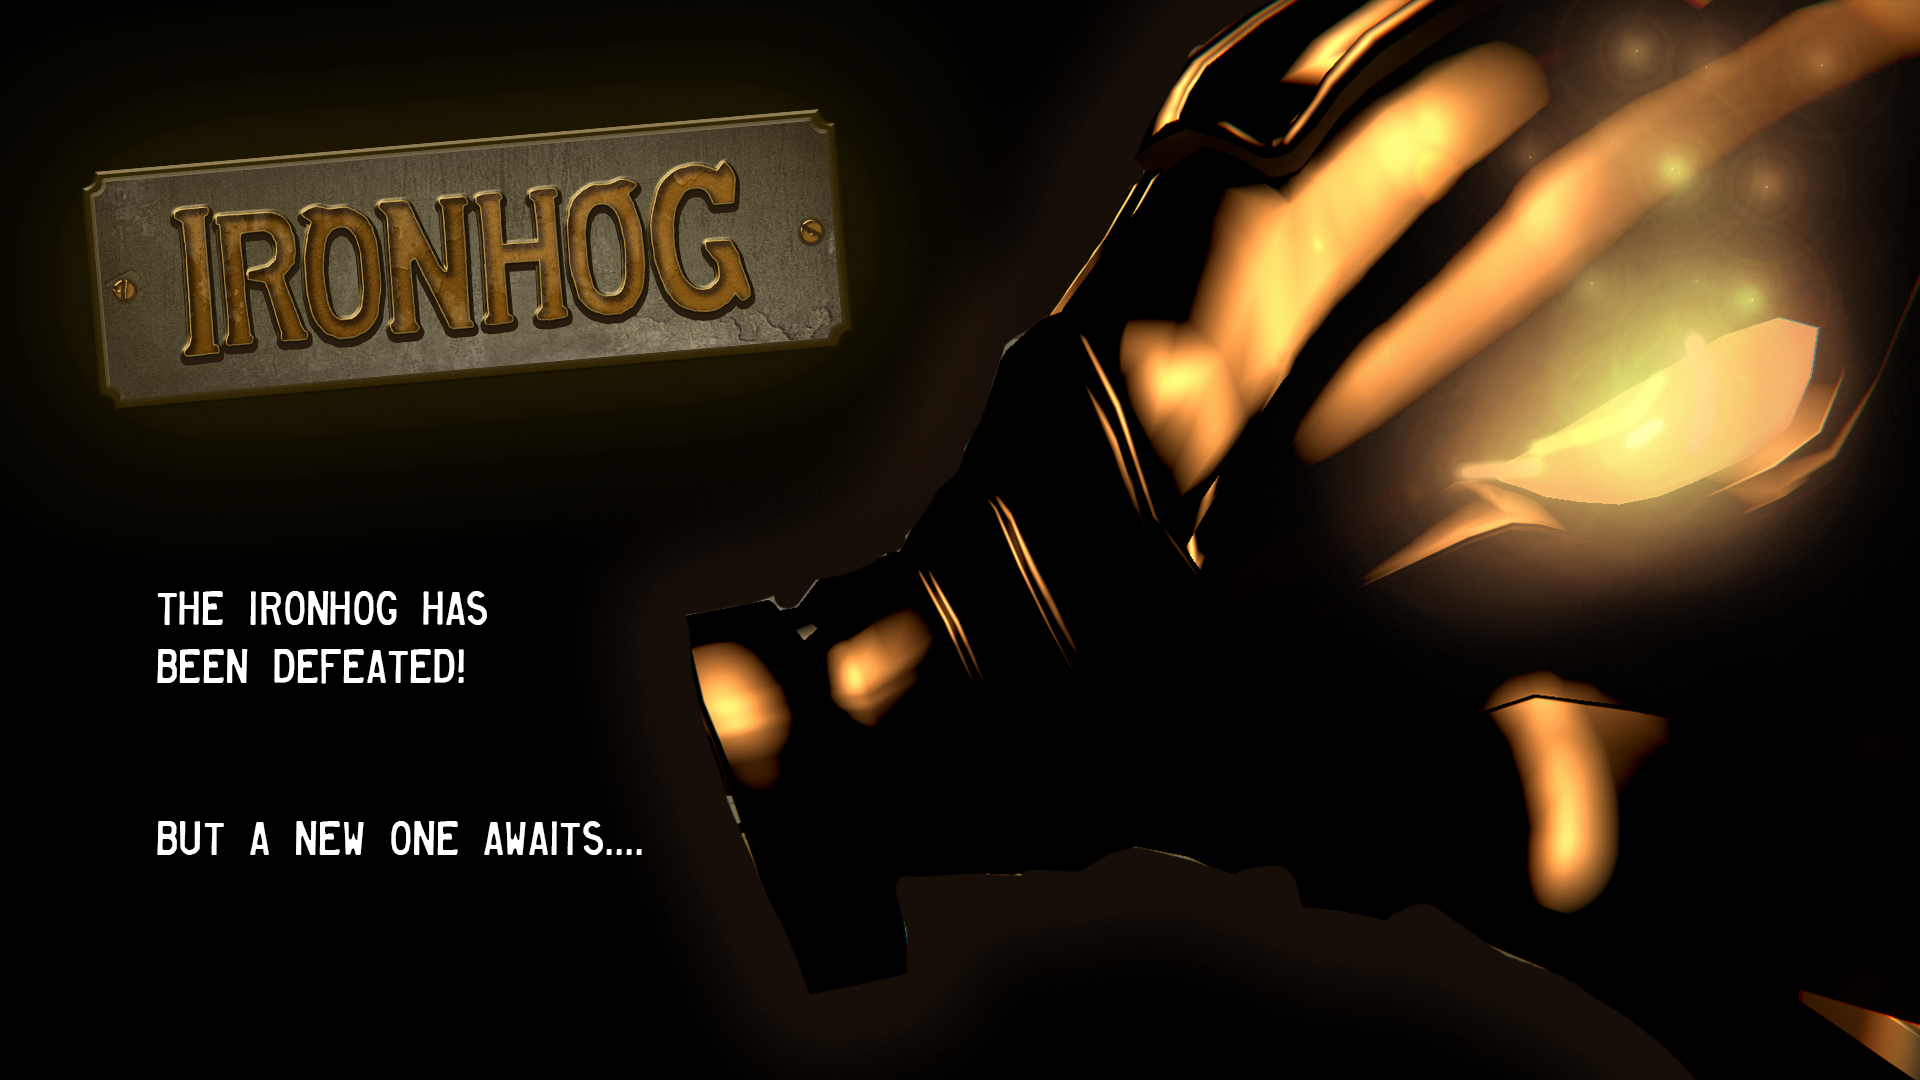 IRONHOG
THE IRONHOG HAS
BEEN DEFEATED!
BUT A NEW ONE AWAITS....